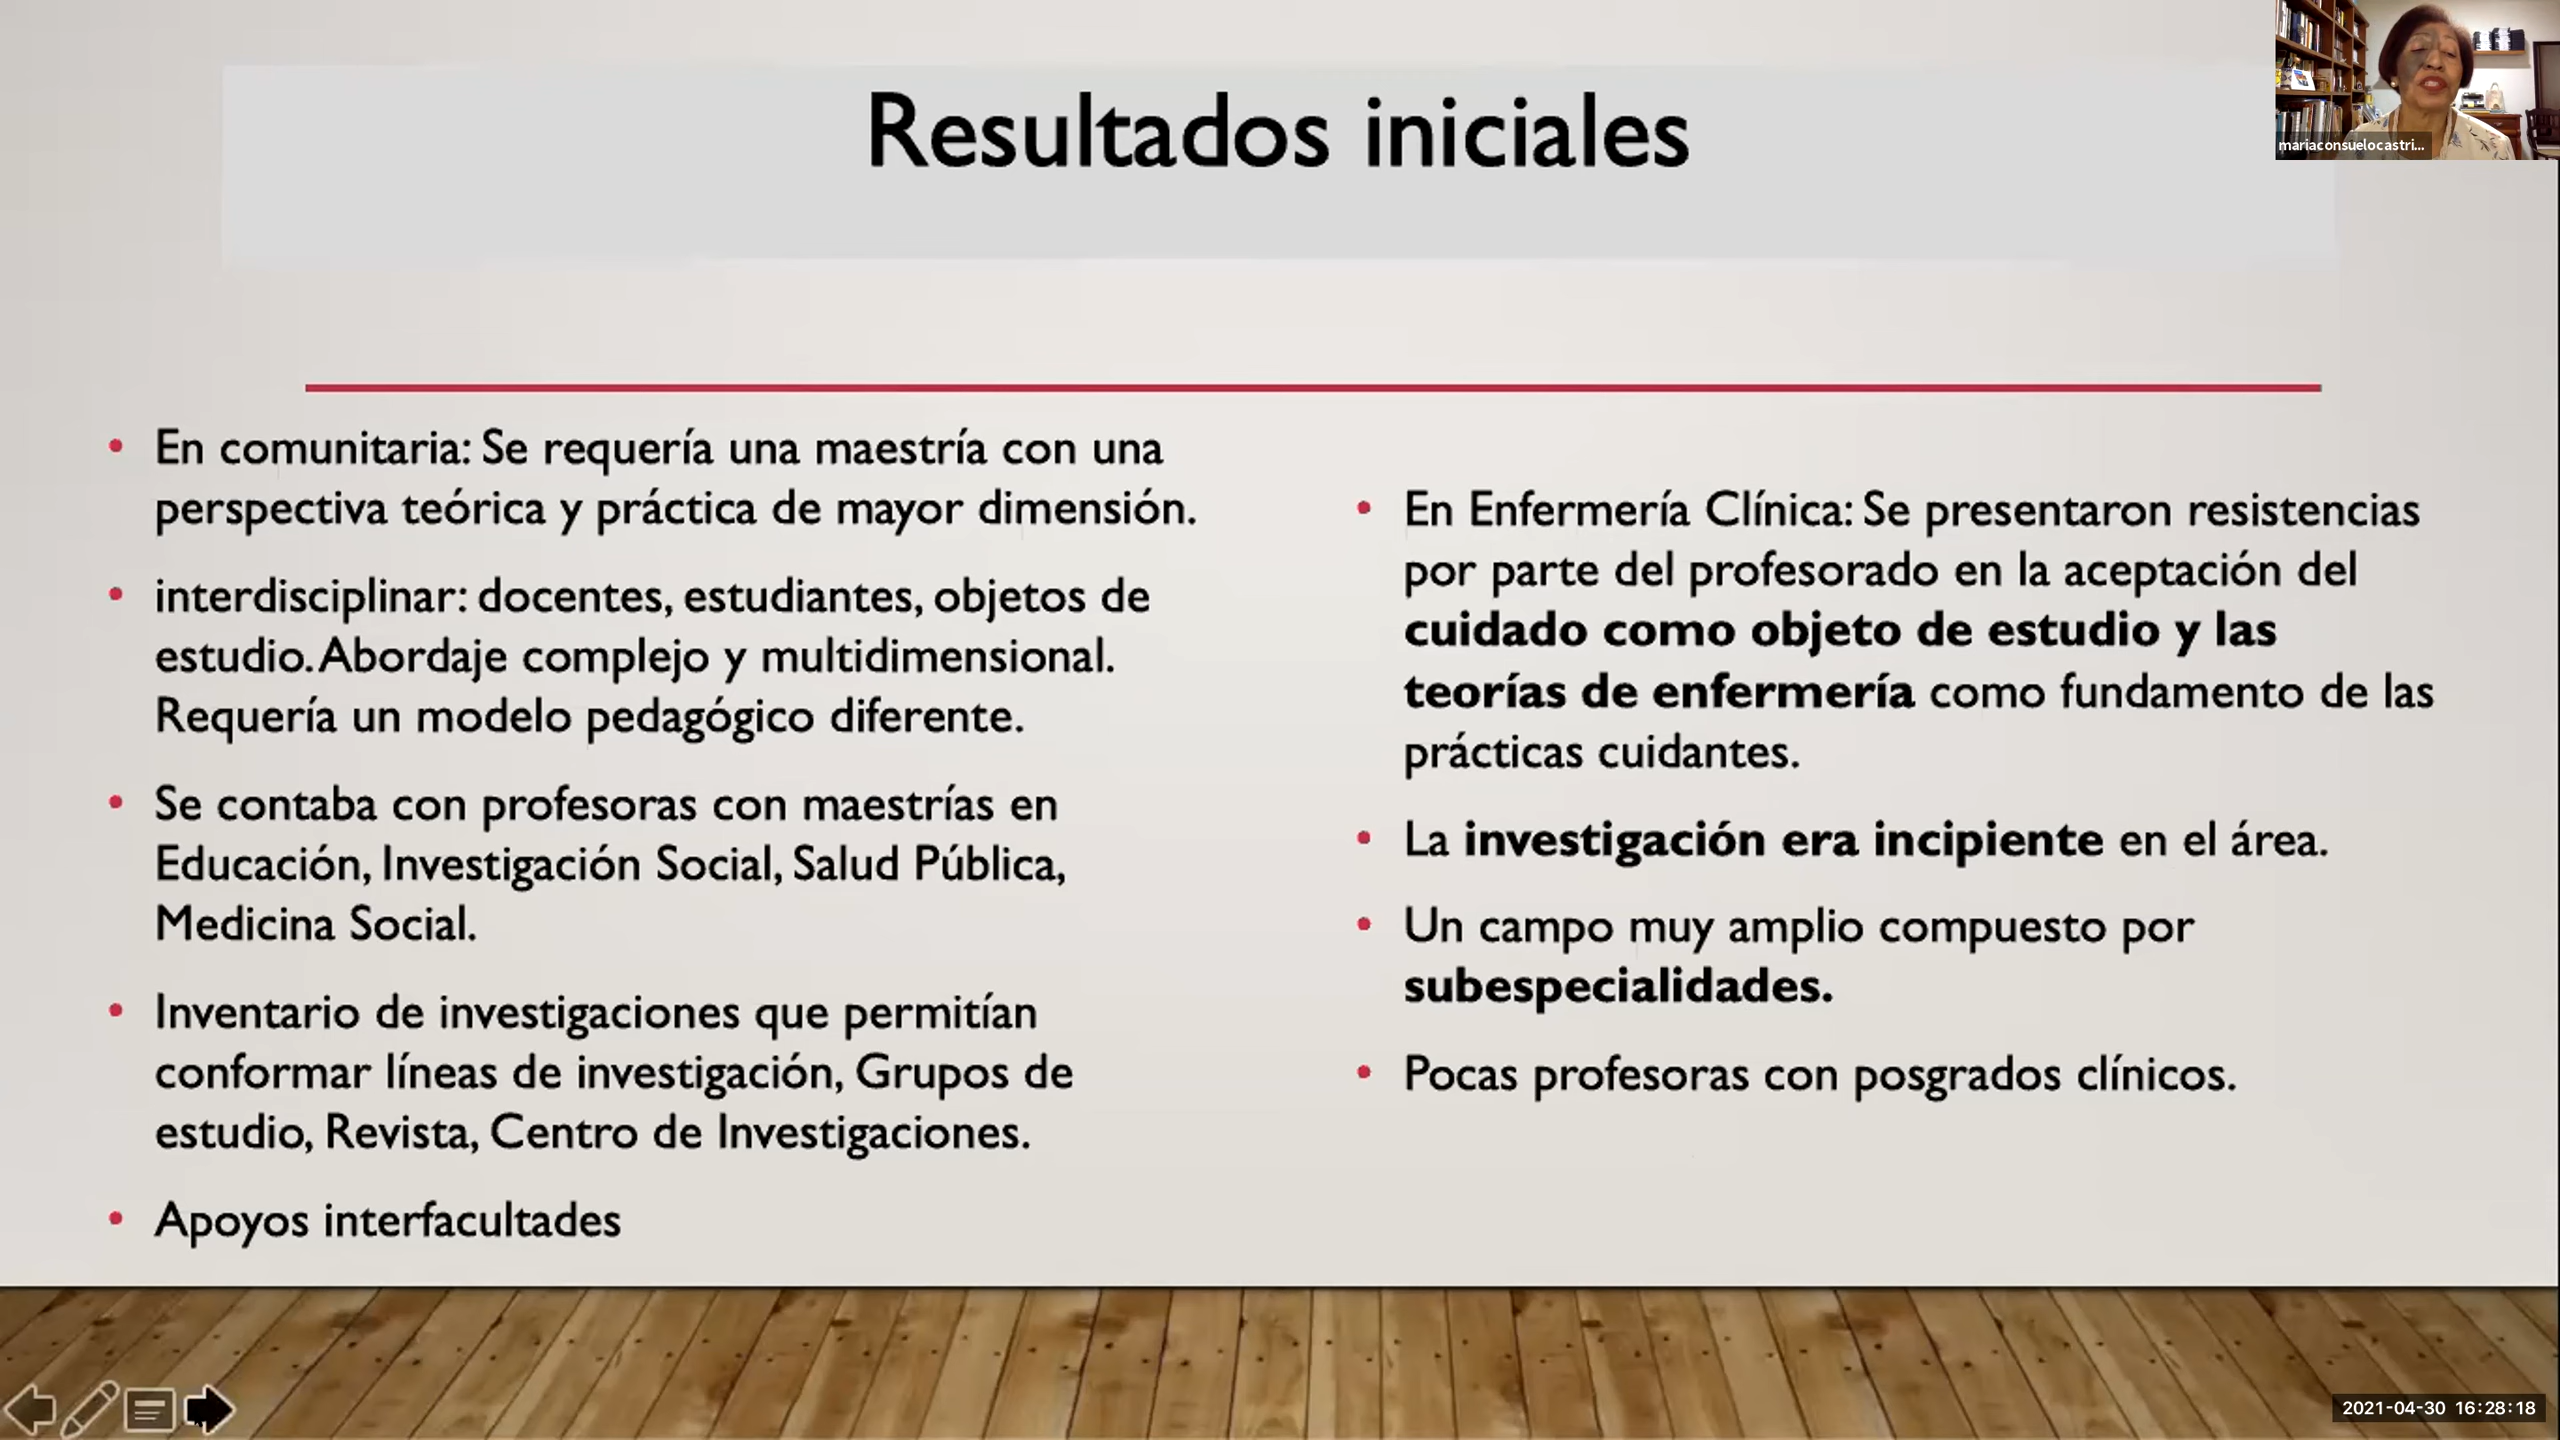 Resultados iniciales
mariaconsuelocastri...
• En comunitaria: Se requería una maestría con una
perspectiva teórica y práctica de mayor dimensión.
• interdisciplinar: docentes, estudiantes, objetos de
estudio. Abordaje complejo y multidimensional.
Requería un modelo pedagógico diferente.
• Se contaba con profesoras con maestrías en
Educación, Investigación Social, Salud Pública,
Medicina Social.
• Inventario de investigaciones que permitían
conformar líneas de investigación, Grupos de
estudio, Revista, Centro de Investigaciones.
• Apoyos interfacultades
• En Enfermería Clínica: Se presentaron resistencias
por parte del profesorado en la aceptación del
cuidado como objeto de estudio y las
teorías de enfermería como fundamento de las
prácticas cuidantes.
• La investigación era incipiente en el área.
• Un campo muy amplio compuesto por
subespecialidades.
• Pocas profesoras con posgrados clínicos.
2021-04-30 16:28:18